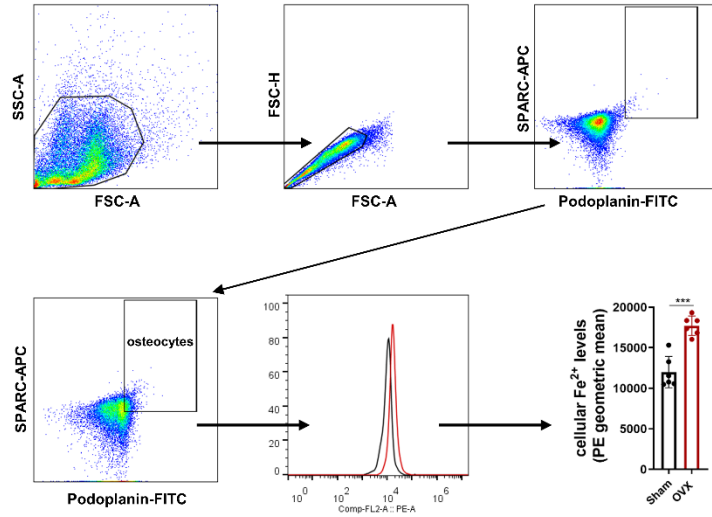 SSC-A
FSC-A
FSC-H
FSC-A
SPARC-APC
Podoplanin-FITC
SPARC-APC
osteocytes
Podoplanin-FITC
100
80
60
40
20
0
10⁰ 10² 10⁴ 10⁶
Comp-FL2-A :: PE-A
cellular Fe²⁺ levels
(PE geometric mean)
20000
15000
10000
5000
0
***
Sham
OVX